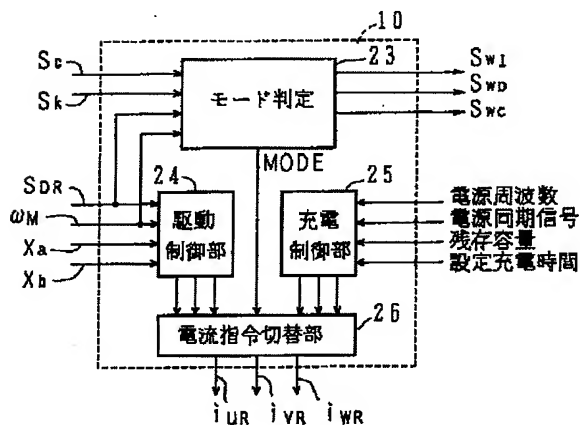 10
23
Sc
Sk
モード判定
SWI
SWD
SWC
MODE
SDR
ωM
Xa
Xb
24
駆動
制御部
25
充電
制御部
電源周波数
電源同期信号
残存容量
設定充電時間
電流指令切替部
26
iUR
iVR
iWR